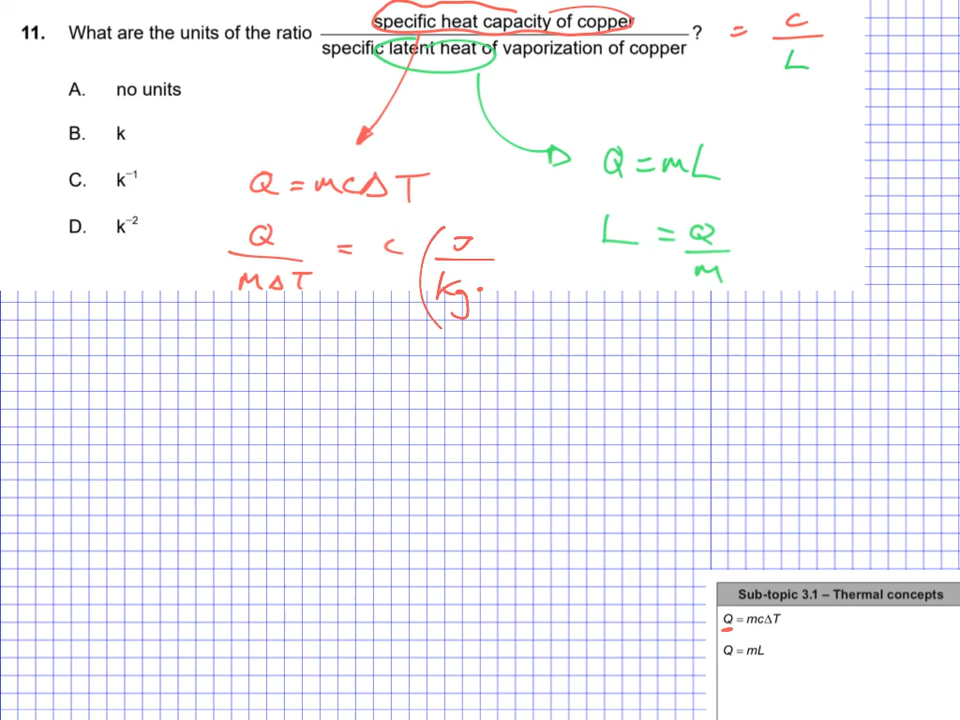 11. What are the units of the ratio specific heat capacity of copper / specific latent heat of vaporization of copper ? = c / L
A. no units
B. k
C. k⁻¹
D. k⁻²
Q = mcΔT
Q / mΔT = c (J / kg·
Q = mL
L = Q / m
Sub-topic 3.1 – Thermal concepts
Q = mcΔT
Q = mL